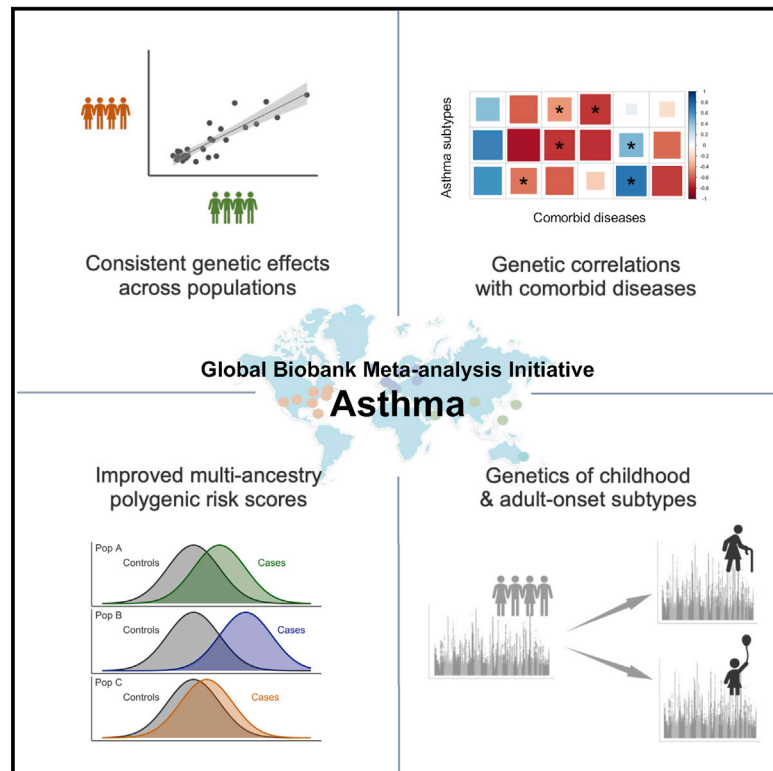 Consistent genetic effects
across populations
Asthma subtypes
*
*
*
*
*
*
1
0.8
0.6
0.4
0.2
0
-0.2
-0.4
-0.6
-0.8
-1
Comorbid diseases
Genetic correlations
with comorbid diseases
Global Biobank Meta-analysis Initiative
Asthma
Improved multi-ancestry
polygenic risk scores
Pop A
Controls
Cases
Pop B
Controls
Cases
Pop C
Controls
Cases
Genetics of childhood
& adult-onset subtypes